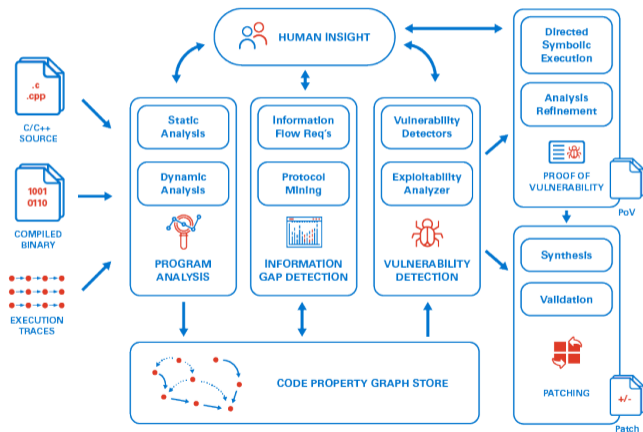 HUMAN INSIGHT
.c
.cpp
C/C++
SOURCE
1001
0110
COMPILED
BINARY
EXECUTION
TRACES
Static
Analysis
Dynamic
Analysis
PROGRAM
ANALYSIS
Information
Flow Req's
Protocol
Mining
INFORMATION
GAP DETECTION
Vulnerability
Detectors
Exploitability
Analyzer
VULNERABILITY
DETECTION
Directed
Symbolic
Execution
Analysis
Refinement
PROOF OF
VULNERABILITY
PoV
Synthesis
Validation
PATCHING
+/-
Patch
CODE PROPERTY GRAPH STORE